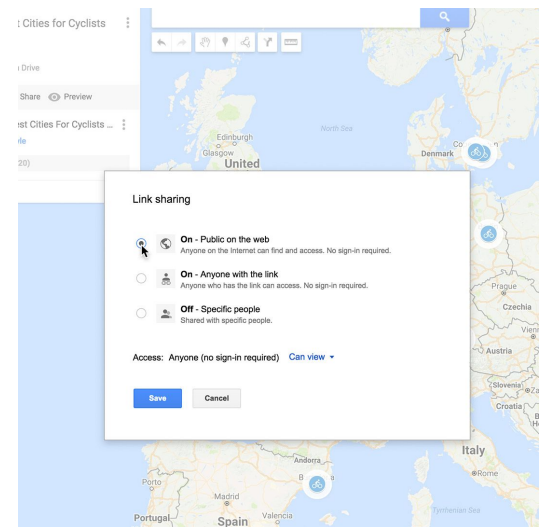 t Cities for Cyclists
Drive
Share Preview
est Cities For Cyclists ...
20)
North Sea
Edinburgh
Glasgow
United
Denmark
Link sharing
On - Public on the web
Anyone on the Internet can find and access. No sign-in required.
On - Anyone with the link
Anyone who has the link can access. No sign-in required.
Off - Specific people
Shared with specific people.
Access: Anyone (no sign-in required) Can view
Save Cancel
Prague
Czechia
Vien
Austria
Slovenia
Za
Croatia
B
H
Italy
Rome
Andorra
Porto
Madrid
Valencia
Portugal
Spain
Tyrrhenian Sea